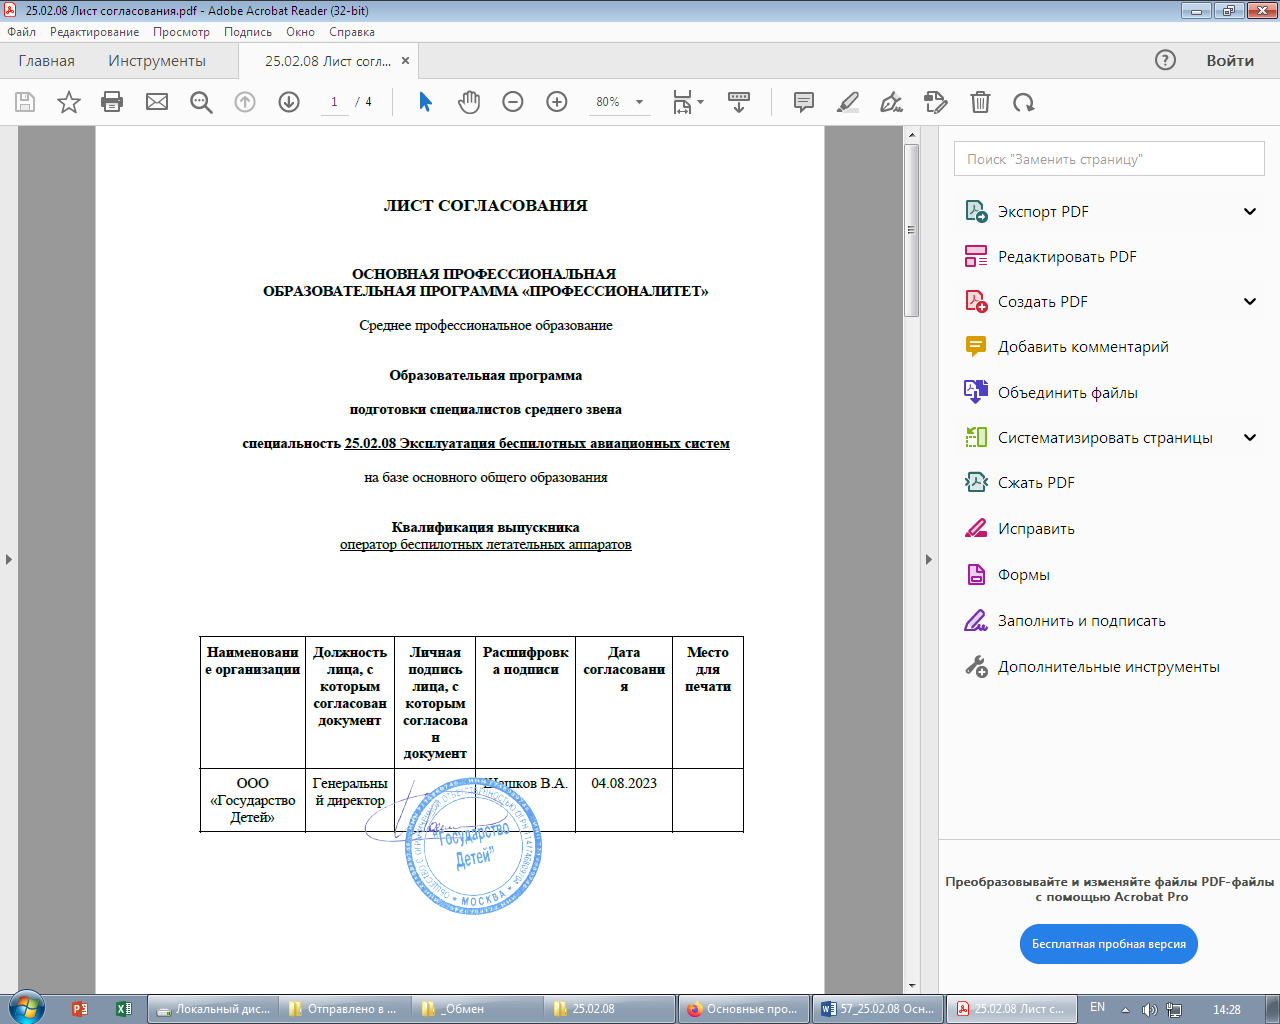 25.02.08 Лист согласования.pdf - Adobe Acrobat Reader (32-bit)
Файл Редактирование Просмотр Подпись Окно Справка
Главная Инструменты 25.02.08 Лист согл... × Войти
1 / 4 80%
ЛИСТ СОГЛАСОВАНИЯ
ОСНОВНАЯ ПРОФЕССИОНАЛЬНАЯ
ОБРАЗОВАТЕЛЬНАЯ ПРОГРАММА «ПРОФЕССИОНАЛИТЕТ»
Среднее профессиональное образование
Образовательная программа
подготовки специалистов среднего звена
специальность 25.02.08 Эксплуатация беспилотных авиационных систем
на базе основного общего образования
Квалификация выпускника
оператор беспилотных летательных аппаратов
Наименовани
е организации
Должность
лица, с
которым
согласован
документ
Личная
подпись
лица, с
которым
согласова
н
документ
Расшифровк
а подписи
Дата
согласовани
я
Место
для
печати
ООО
«Государство
Детей»
Генеральны
й директор
В.А.
04.08.2023
"Государство
Детей"
* МОСКВА *
Поиск "Заменить страницу"
Экспорт PDF
Редактировать PDF
Создать PDF
Добавить комментарий
Объединить файлы
Систематизировать страницы
Сжать PDF
Исправить
Формы
Заполнить и подписать
Дополнительные инструменты
Преобразовывайте и изменяйте файлы PDF-файлы
с помощью Acrobat Pro
Бесплатная пробная версия
Локальный дис... Отправлено в ... _Обмен 25.02.08 Основные про... 57_25.02.08 Осн... 25.02.08 Лист с... EN 14:28